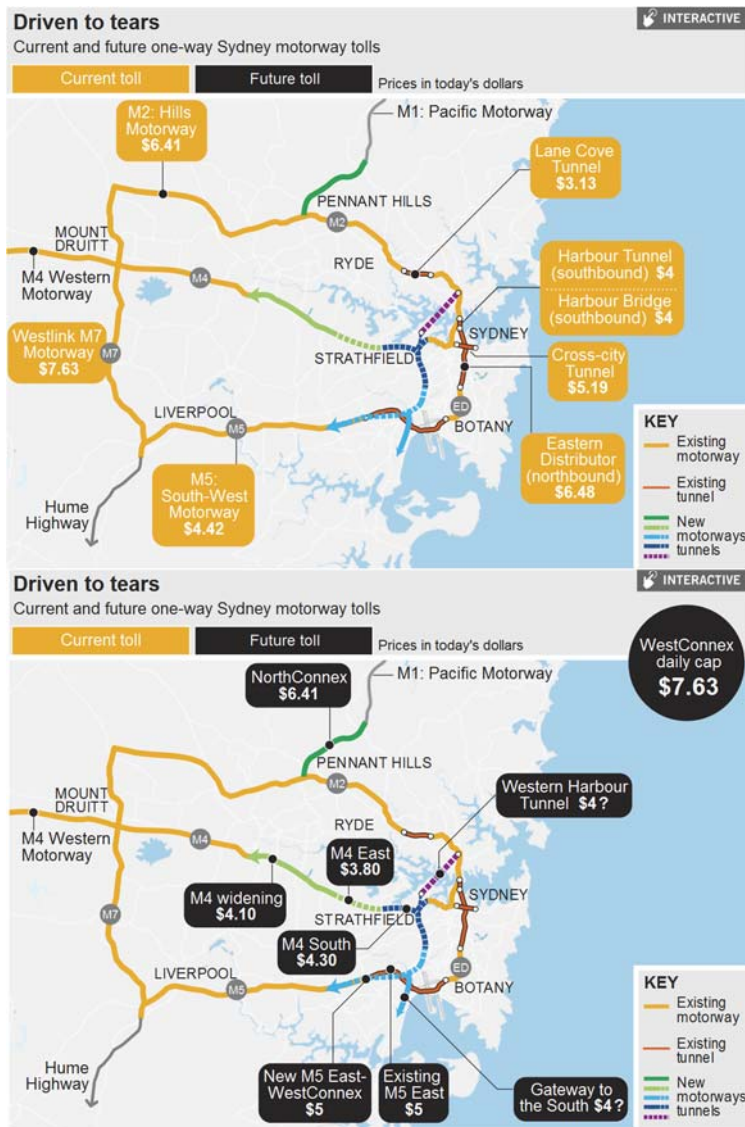 Driven to tears
INTERACTIVE
Current and future one-way Sydney motorway tolls
Current toll
Future toll
Prices in today's dollars
M2: Hills
Motorway
$6.41
M1: Pacific Motorway
Lane Cove
Tunnel
$3.13
PENNANT HILLS
M2
MOUNT
DRUITT
RYDE
M4 Western
Motorway
M4
Harbour Tunnel
(southbound) $4
Harbour Bridge
(southbound) $4
Westlink M7
Motorway
$7.63
M7
STRATHFIELD
SYDNEY
Cross-city
Tunnel
$5.19
LIVERPOOL
M5
ED
BOTANY
M5:
South-West
Motorway
$4.42
Eastern
Distributor
(northbound)
$6.48
Hume
Highway
KEY
Existing
motorway
Existing
tunnel
New
motorways
tunnels
Driven to tears
INTERACTIVE
Current and future one-way Sydney motorway tolls
Current toll
Future toll
Prices in today's dollars
WestConnex
daily cap
$7.63
NorthConnex
$6.41
M1: Pacific Motorway
PENNANT HILLS
M2
MOUNT
DRUITT
Western Harbour
Tunnel $4?
RYDE
M4 Western
Motorway
M4
M4 East
$3.80
M4 widening
$4.10
SYDNEY
M7
STRATHFIELD
M4 South
$4.30
LIVERPOOL
M5
ED
BOTANY
Hume
Highway
New M5 East-
WestConnex
$5
Existing
M5 East
$5
Gateway to
the South $4?
KEY
Existing
motorway
Existing
tunnel
New
motorways
tunnels